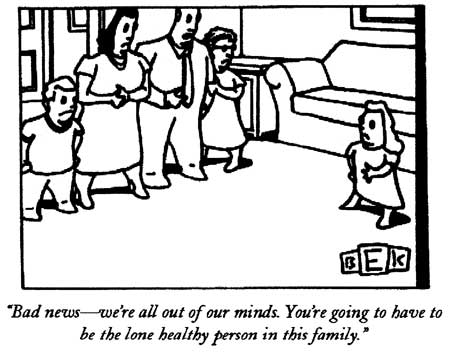 BEK
"Bad news—we're all out of our minds. You're going to have to
be the lone healthy person in this family."